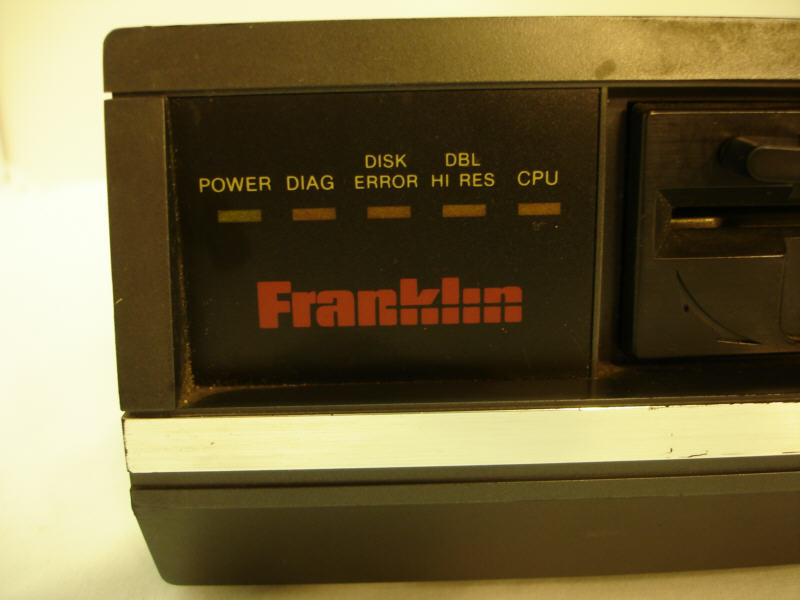 DISK DBL
POWER DIAG ERROR HI RES CPU
Franklin